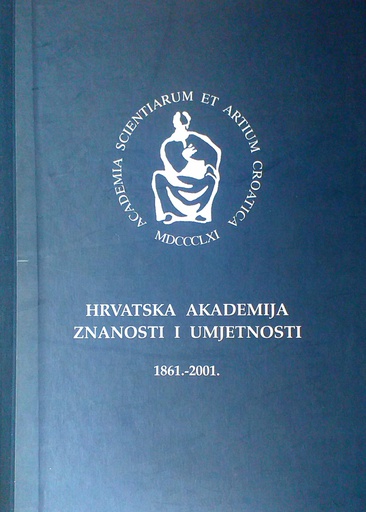 ACADEMIA SCIENTIARUM ET ARTIUM CROATICA
MDCCCLXI
HRVATSKA AKADEMIJA
ZNANOSTI I UMJETNOSTI
1861.-2001.